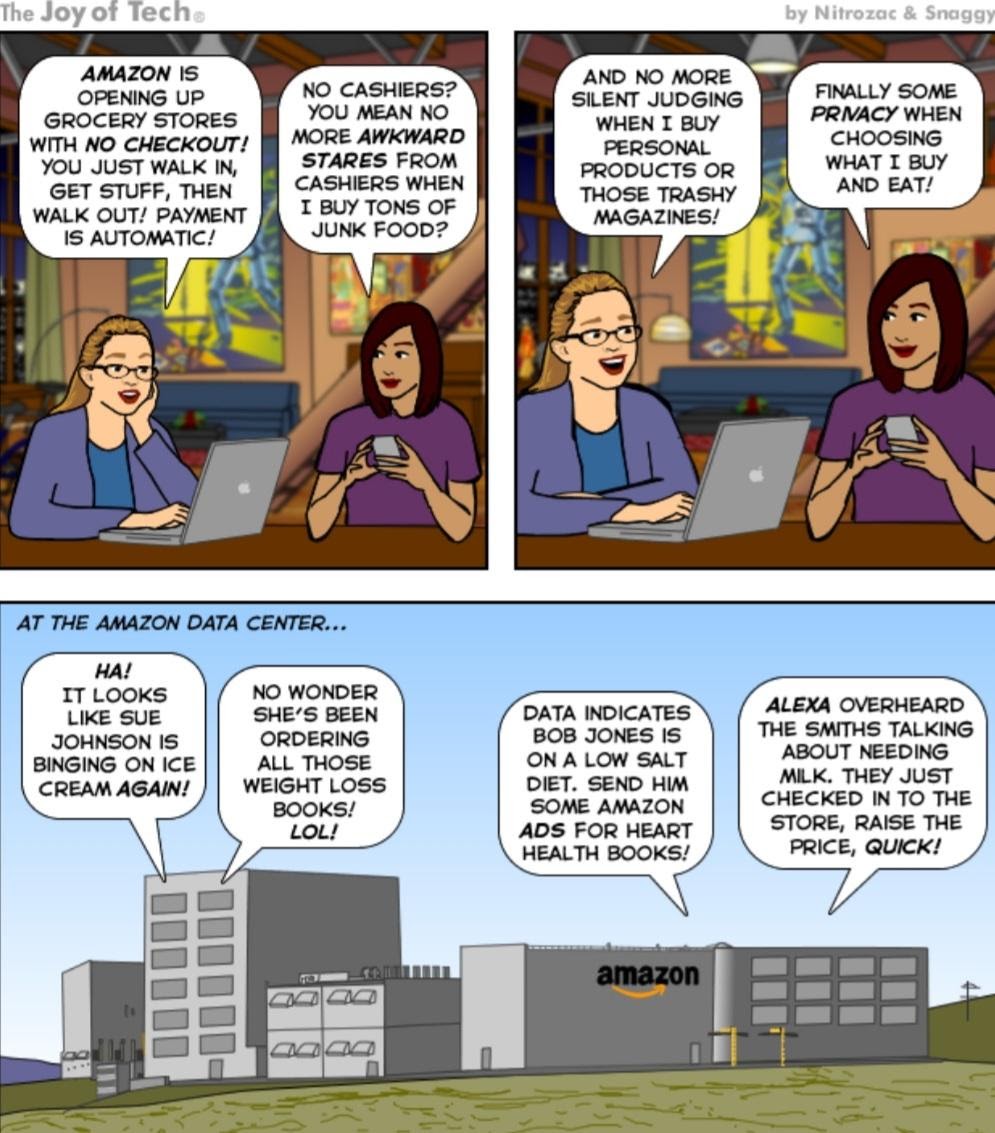 The Joy of Tech®
by Nitrozac & Snaggy
AMAZON IS
OPENING UP
GROCERY STORES
WITH NO CHECKOUT!
YOU JUST WALK IN,
GET STUFF, THEN
WALK OUT! PAYMENT
IS AUTOMATIC!
NO CASHIERS?
YOU MEAN NO
MORE AWKWARD
STARES FROM
CASHIERS WHEN
I BUY TONS OF
JUNK FOOD?
AND NO MORE
SILENT JUDGING
WHEN I BUY
PERSONAL
PRODUCTS OR
THOSE TRASHY
MAGAZINES!
FINALLY SOME
PRIVACY WHEN
CHOOSING
WHAT I BUY
AND EAT!
AT THE AMAZON DATA CENTER...
HA!
IT LOOKS
LIKE SUE
JOHNSON IS
BINGING ON ICE
CREAM AGAIN!
NO WONDER
SHE'S BEEN
ORDERING
ALL THOSE
WEIGHT LOSS
BOOKS!
LOL!
DATA INDICATES
BOB JONES IS
ON A LOW SALT
DIET. SEND HIM
SOME AMAZON
ADS FOR HEART
HEALTH BOOKS!
ALEXA OVERHEARD
THE SMITHS TALKING
ABOUT NEEDING
MILK. THEY JUST
CHECKED IN TO THE
STORE, RAISE THE
PRICE, QUICK!
amazon